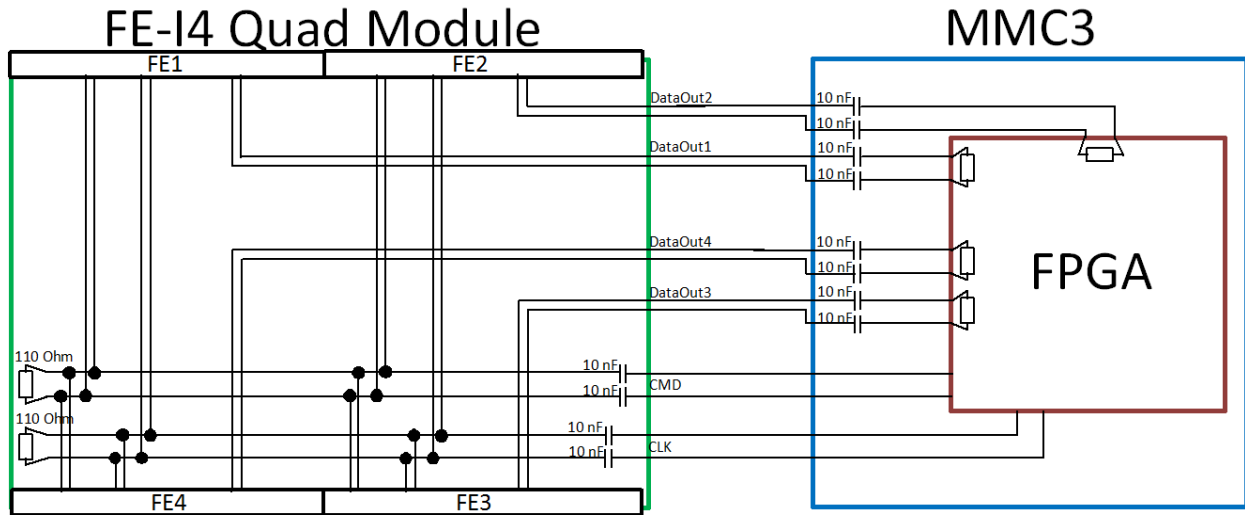 FE-I4 Quad Module
MMC3
FE1
FE2
DataOut2
10 nF
10 nF
DataOut1
10 nF
10 nF
DataOut4
10 nF
10 nF
FPGA
DataOut3
10 nF
10 nF
110 Ohm
10 nF
10 nF
CMD
110 Ohm
10 nF
10 nF
CLK
FE4
FE3